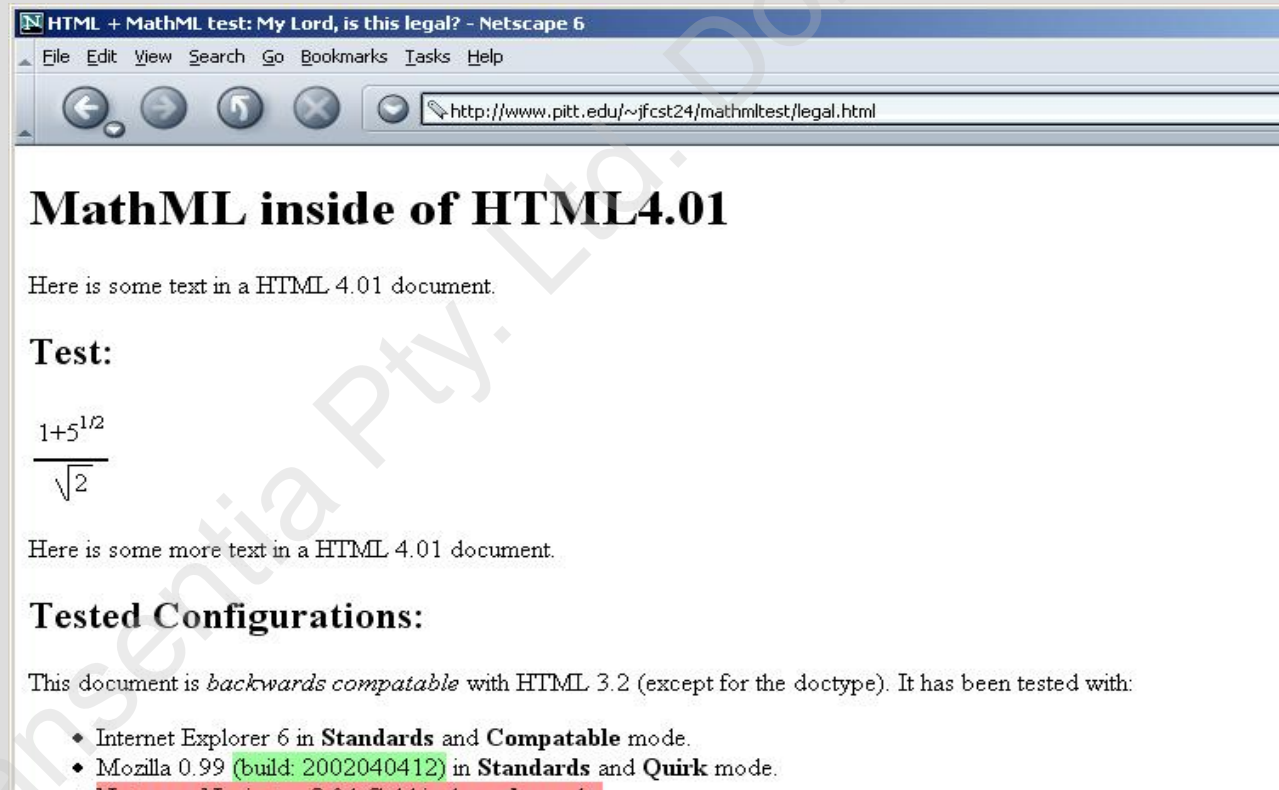 HTML + MathML test: My Lord, is this legal? - Netscape 6
File Edit View Search Go Bookmarks Tasks Help
http://www.pitt.edu/~jfcst24/mathmltest/legal.html
MathML inside of HTML4.01
Here is some text in a HTML 4.01 document.
Test:
1+5^1/2
√2
Here is some more text in a HTML 4.01 document.
Tested Configurations:
This document is backwards compatable with HTML 3.2 (except for the doctype). It has been tested with:
Internet Explorer 6 in Standards and Compatable mode.
Mozilla 0.99 (build: 2002040412) in Standards and Quirk mode.
Pty. Ltd.